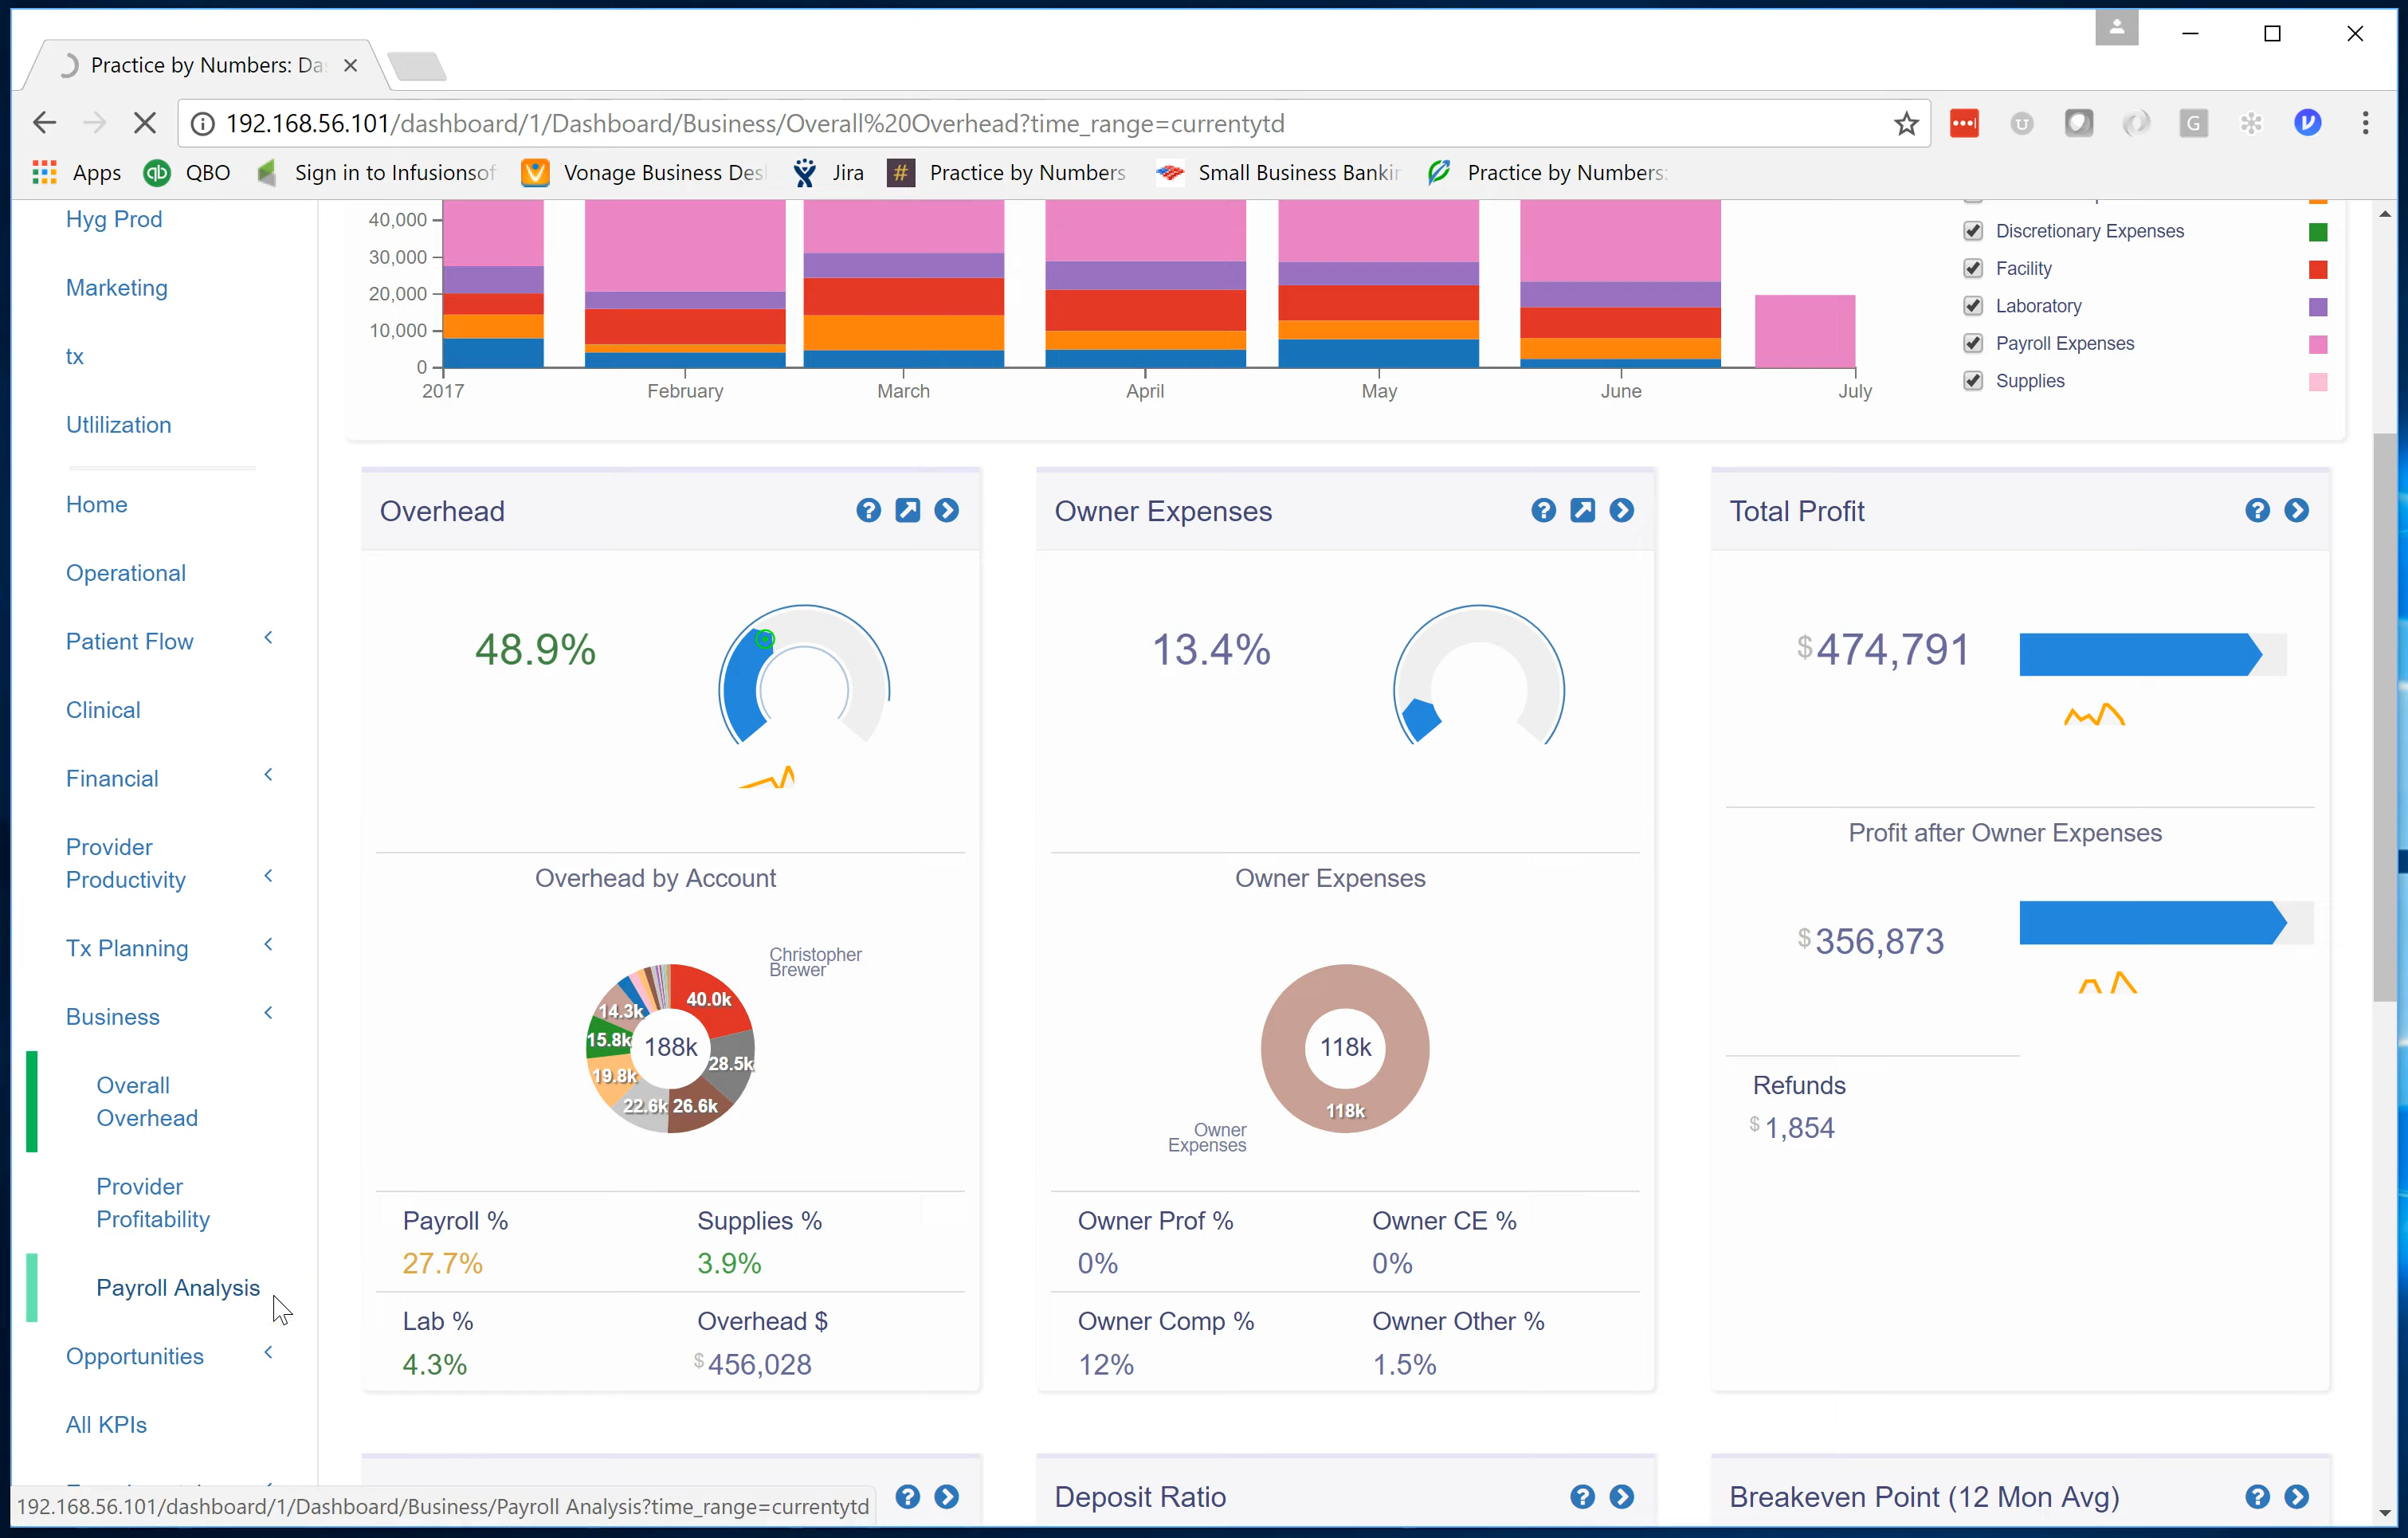 Practice by Numbers: Da
192.168.56.101/dashboard/1/Dashboard/Business/Overall%20Overhead?time_range=currentytd
Apps QBO Sign in to Infusionsof Vonage Business Des Jira # Practice by Numbers Small Business Bankin Practice by Numbers:
Hyg Prod
Marketing
tx
Utlilization
Home
Operational
Patient Flow
Clinical
Financial
Provider
Productivity
Tx Planning
Business
Overall
Overhead
Provider
Profitability
Payroll Analysis
Opportunities
All KPIs
40,000
30,000
20,000
10,000
0
2017 February March April May June July
Discretionary Expenses
Facility
Laboratory
Payroll Expenses
Supplies
Overhead
48.9%
Overhead by Account
Christopher
Brewer
40.0k
28.5k
26.6k
22.6k
19.8k
15.8k
14.3k
188k
Payroll % Supplies %
27.7% 3.9%
Lab % Overhead $
4.3% $456,028
Owner Expenses
13.4%
Owner Expenses
118k
118k
Owner
Expenses
Owner Prof % Owner CE %
0% 0%
Owner Comp % Owner Other %
12% 1.5%
Total Profit
$474,791
Profit after Owner Expenses
$356,873
Refunds
$1,854
Deposit Ratio
Breakeven Point (12 Mon Avg)
192.168.56.101/dashboard/1/Dashboard/Business/Payroll Analysis?time_range=currentytd